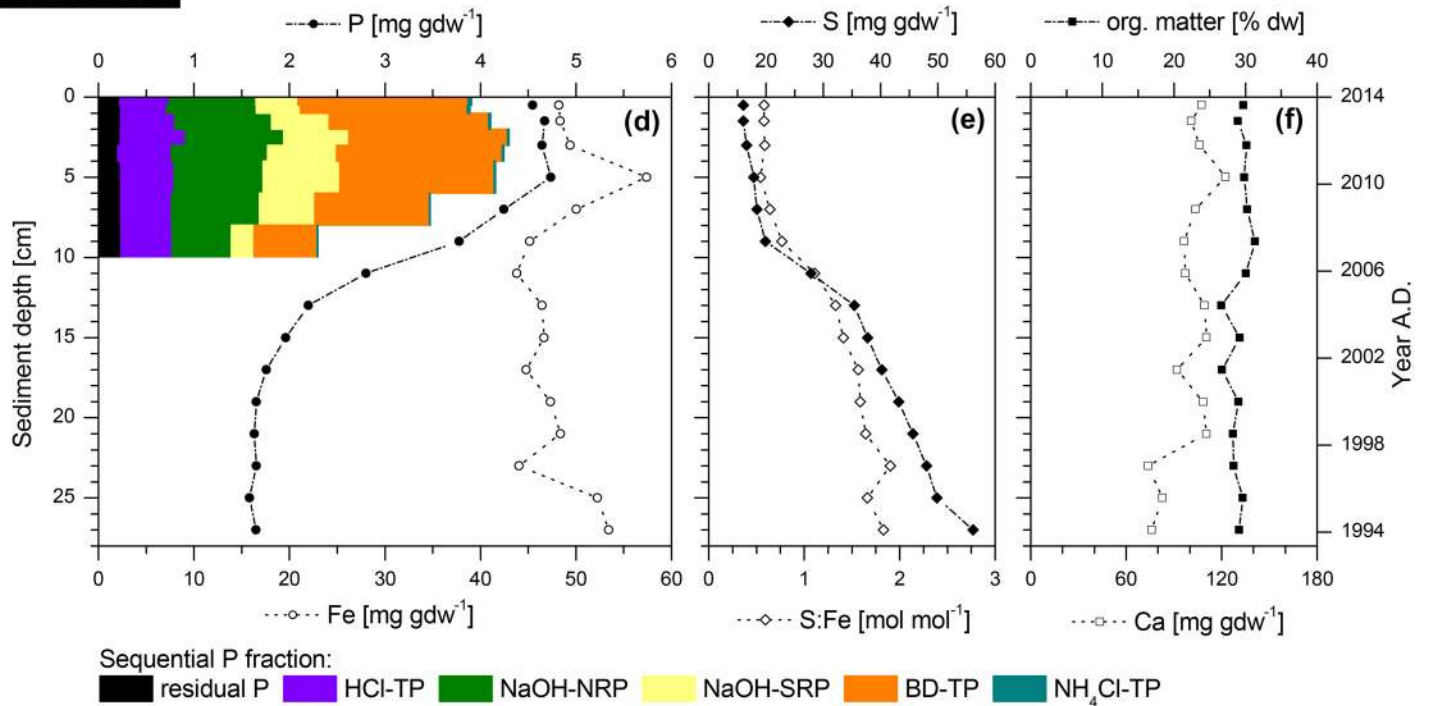 P [mg gdw⁻¹] S [mg gdw⁻¹] org. matter [% dw]
0 1 2 3 4 5 6 0 20 30 40 50 60 0 10 20 30 40
(d) (e) (f)
0 5 10 15 20 25
Sediment depth [cm]
2014 2010 2006 2002 1998 1994
Year A.D.
0 10 20 30 40 50 60 0 1 2 3 0 60 120 180
Fe [mg gdw⁻¹] S:Fe [mol mol⁻¹] Ca [mg gdw⁻¹]
Sequential P fraction:
residual P HCl-TP NaOH-NRP NaOH-SRP BD-TP NH₄Cl-TP